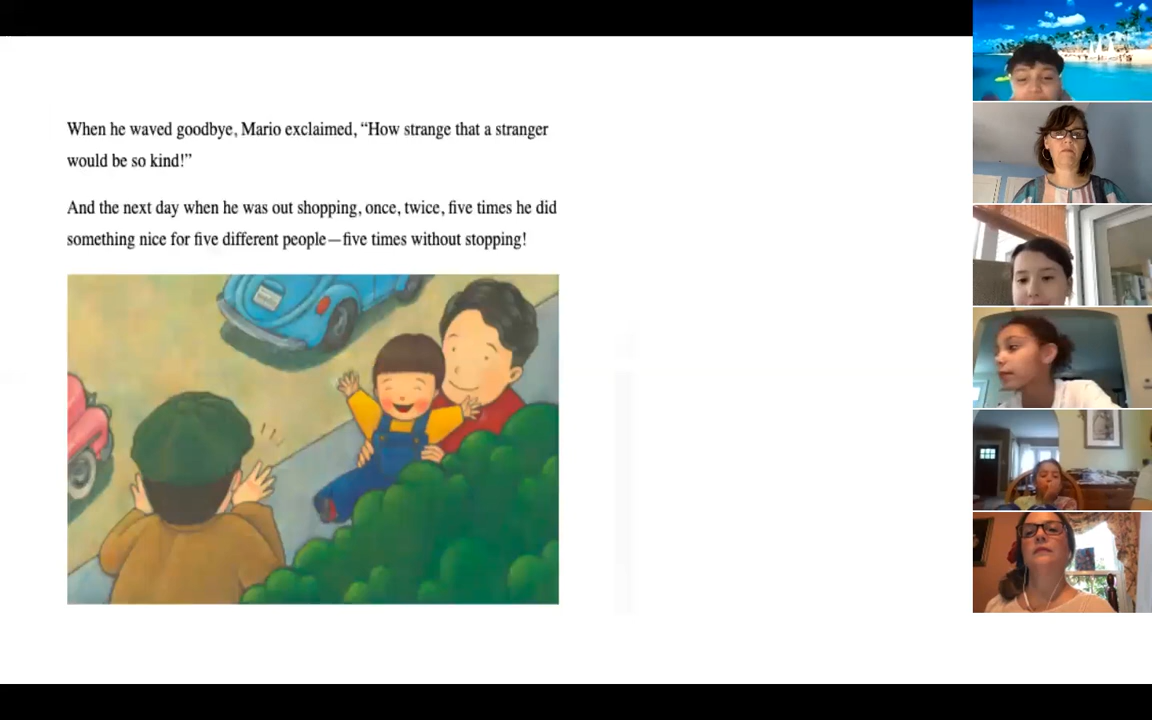 When he waved goodbye, Mario exclaimed, “How strange that a stranger
would be so kind!”
And the next day when he was out shopping, once, twice, five times he did
something nice for five different people—five times without stopping!